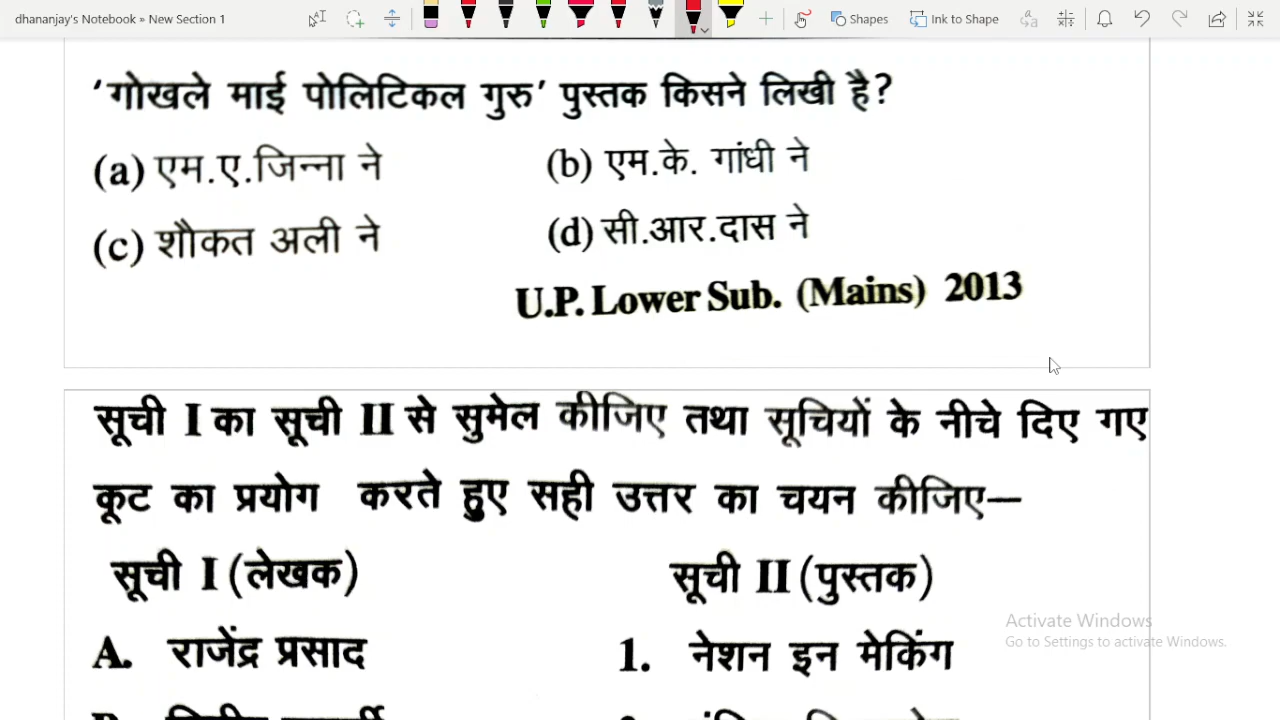 dhananjay's Notebook » New Section 1
Shapes
Ink to Shape
'गोखले माई पोलिटिकल गुरु' पुस्तक किसने लिखी है?
(a) एम.ए.जिन्ना ने (b) एम.के. गांधी ने
(c) शौकत अली ने (d) सी.आर.दास ने
U.P. Lower Sub. (Mains) 2013
सूची I का सूची II से सुमेल कीजिए तथा सूचियों के नीचे दिए गए
कूट का प्रयोग करते हुए सही उत्तर का चयन कीजिए—
सूची I (लेखक) सूची II (पुस्तक)
A. राजेंद्र प्रसाद 1. नेशन इन मेकिंग
Activate Windows
Go to Settings to activate Windows.